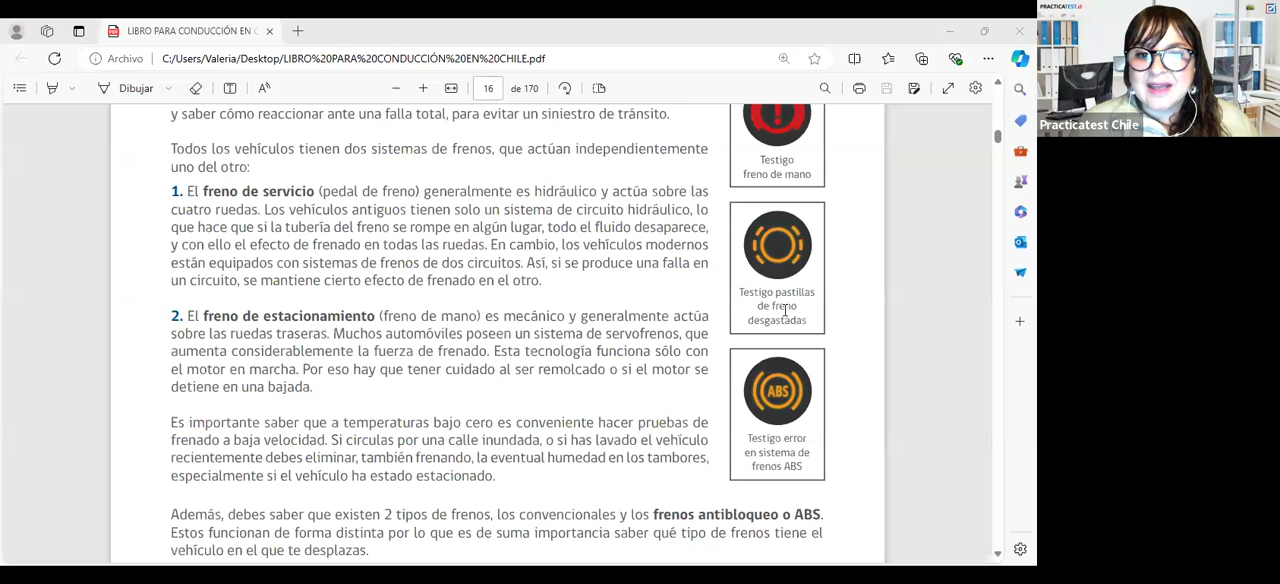 LIBRO PARA CONDUCCIÓN EN C
PRACTICATEST.cl
Archivo
C:/Users/Valeria/Desktop/LIBRO%20PARA%20CONDUCCIÓN%20EN%20CHILE.pdf
Dibujar
16 de 170
Practicatest Chile
y saber cómo reaccionar ante una falla total, para evitar un siniestro de tránsito.
Todos los vehículos tienen dos sistemas de frenos, que actúan independientemente
uno del otro:
1. El freno de servicio (pedal de freno) generalmente es hidráulico y actúa sobre las
cuatro ruedas. Los vehículos antiguos tienen solo un sistema de circuito hidráulico, lo
que hace que si la tubería del freno se rompe en algún lugar, todo el fluido desaparece,
y con ello el efecto de frenado en todas las ruedas. En cambio, los vehículos modernos
están equipados con sistemas de frenos de dos circuitos. Así, si se produce una falla en
un circuito, se mantiene cierto efecto de frenado en el otro.
2. El freno de estacionamiento (freno de mano) es mecánico y generalmente actúa
sobre las ruedas traseras. Muchos automóviles poseen un sistema de servofrenos, que
aumenta considerablemente la fuerza de frenado. Esta tecnología funciona sólo con
el motor en marcha. Por eso hay que tener cuidado al ser remolcado o si el motor se
detiene en una bajada.
Es importante saber que a temperaturas bajo cero es conveniente hacer pruebas de
frenado a baja velocidad. Si circulas por una calle inundada, o si has lavado el vehículo
recientemente debes eliminar, también frenando, la eventual humedad en los tambores,
especialmente si el vehículo ha estado estacionado.
Además, debes saber que existen 2 tipos de frenos, los convencionales y los frenos antibloqueo o ABS.
Estos funcionan de forma distinta por lo que es de suma importancia saber qué tipo de frenos tiene el
vehículo en el que te desplazas.
Testigo
freno de mano
Testigo pastillas
de freno
desgastadas
ABS
Testigo error
en sistema de
frenos ABS